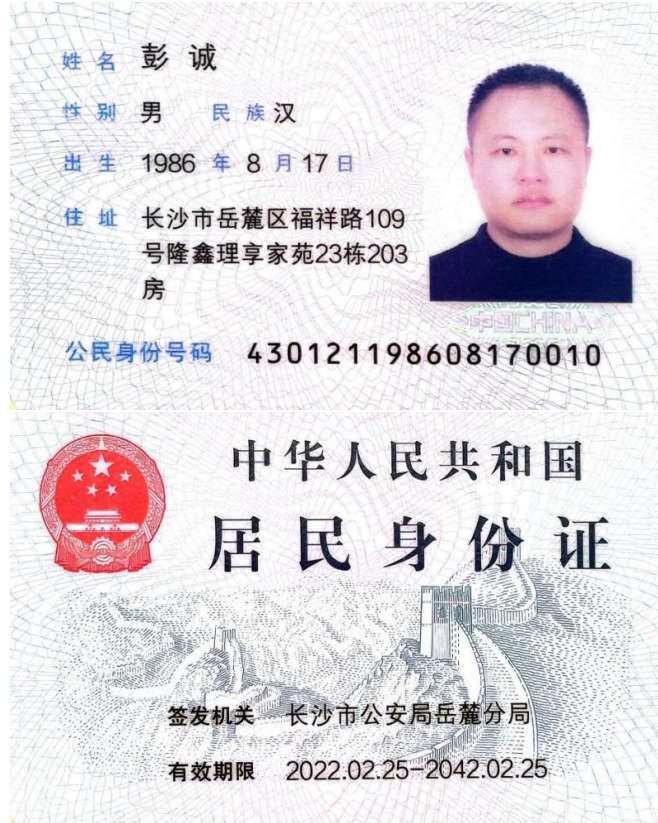 姓名 彭诚
性别 男 民族 汉
出生 1986 年 8 月 17 日
住址 长沙市岳麓区福祥路109
号隆鑫理享家苑23栋203
房
中国CHINA
公民身份号码 430121198608170010
中华人民共和国
居民身份证
签发机关 长沙市公安局岳麓分局
有效期限 2022.02.25-2042.02.25